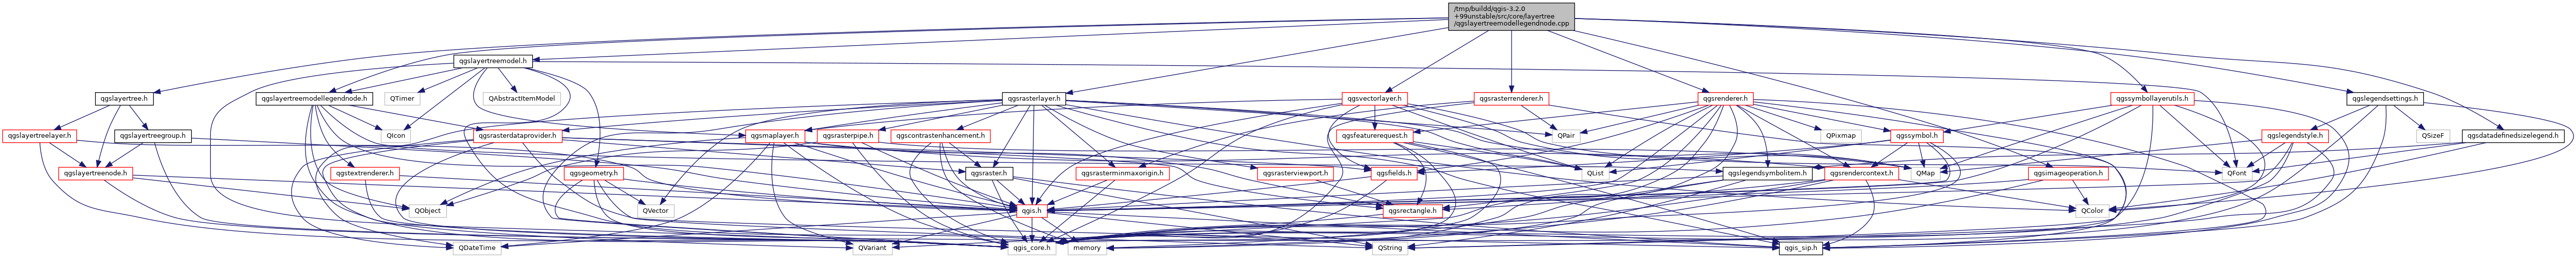 /tmp/buildd/qgis-3.2.0
+99unstable/src/core/layertree
/qgslayertreemodellegendnode.cpp
qgslayertreemodel.h
qgslayertree.h
qgslayertreemodellegendnode.h
QTimer
QAbstractItemModel
qgsrasterlayer.h
qgsvectorlayer.h
qgsrasterrenderer.h
qgsrenderer.h
qgssymbollayerutils.h
qgslegendsettings.h
qgslayertreelayer.h
qgslayertreegroup.h
QIcon
qgsrasterdataprovider.h
qgsmaplayer.h
qgsrasterpipe.h
qgscontrastenhancement.h
qgsfeaturerequest.h
QPair
QPixmap
qgssymbol.h
qgslegendstyle.h
QSizeF
qgsdatadefinedsizelegend.h
qgslayertreenode.h
qgstextrenderer.h
qgsgeometry.h
qgsraster.h
qgsrasterminmaxorigin.h
qgsrasterviewport.h
qgsfields.h
QList
qgslegendsymbolitem.h
qgsrendercontext.h
QMap
qgsimageoperation.h
QFont
QObject
QVector
qgis.h
qgsrectangle.h
QColor
QDateTime
QVariant
qgis_core.h
memory
QString
qgis_sip.h